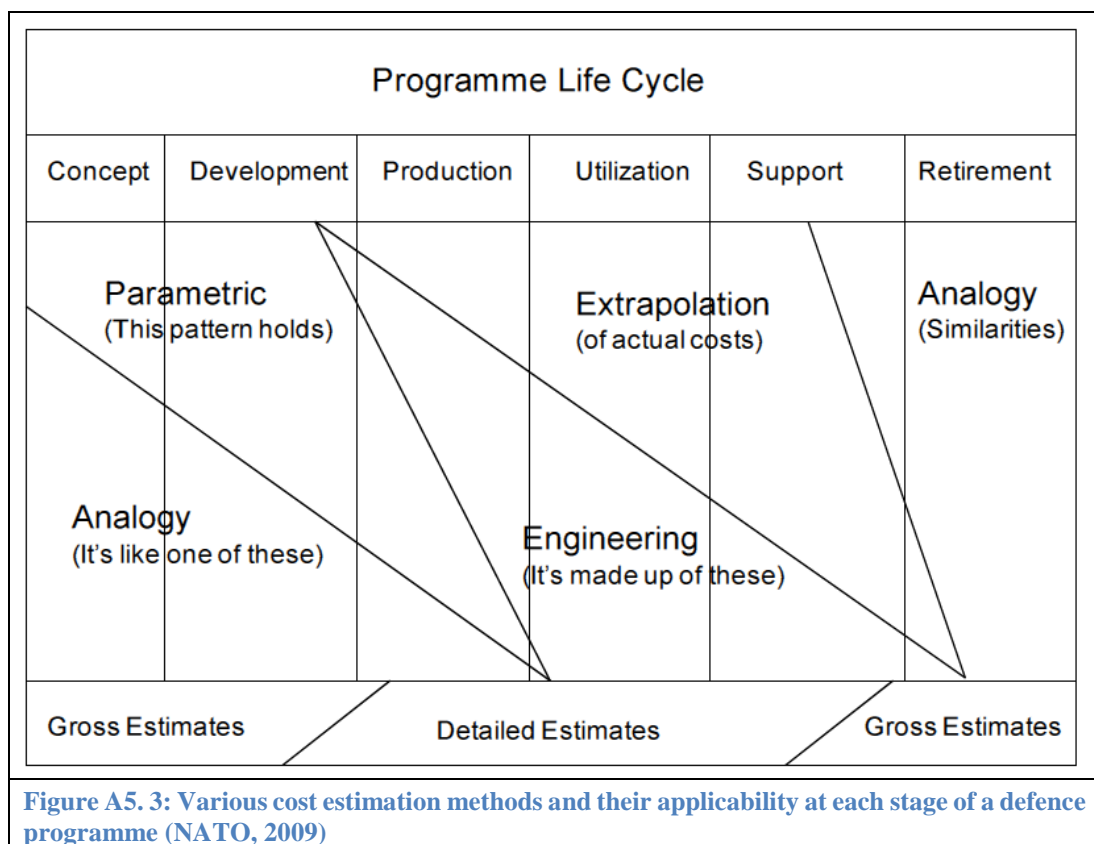 Programme Life Cycle
Concept Development Production Utilization Support Retirement
Parametric
(This pattern holds)
Extrapolation
(of actual costs)
Analogy
(Similarities)
Analogy
(It's like one of these)
Engineering
(It's made up of these)
Gross Estimates Detailed Estimates Gross Estimates
Figure A5. 3: Various cost estimation methods and their applicability at each stage of a defence
programme (NATO, 2009)